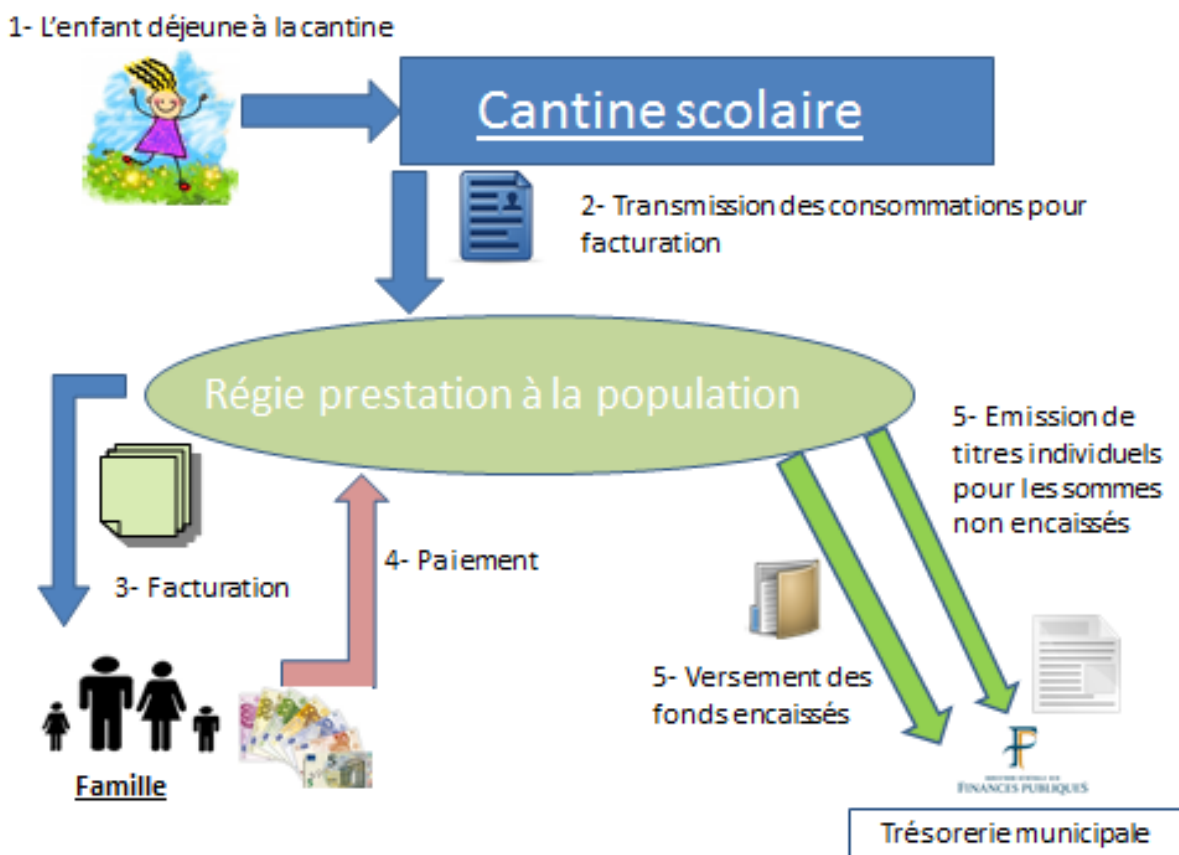 1- L'enfant déjeune à la cantine
Cantine scolaire
2- Transmission des consommations pour
facturation
Régie prestation à la population
5- Emission de
titres individuels
pour les sommes
non encaissés
4- Paiement
3- Facturation
5- Versement des
fonds encaissés
Famille
FINANCES PUBLIQUES
Trésorerie municipale